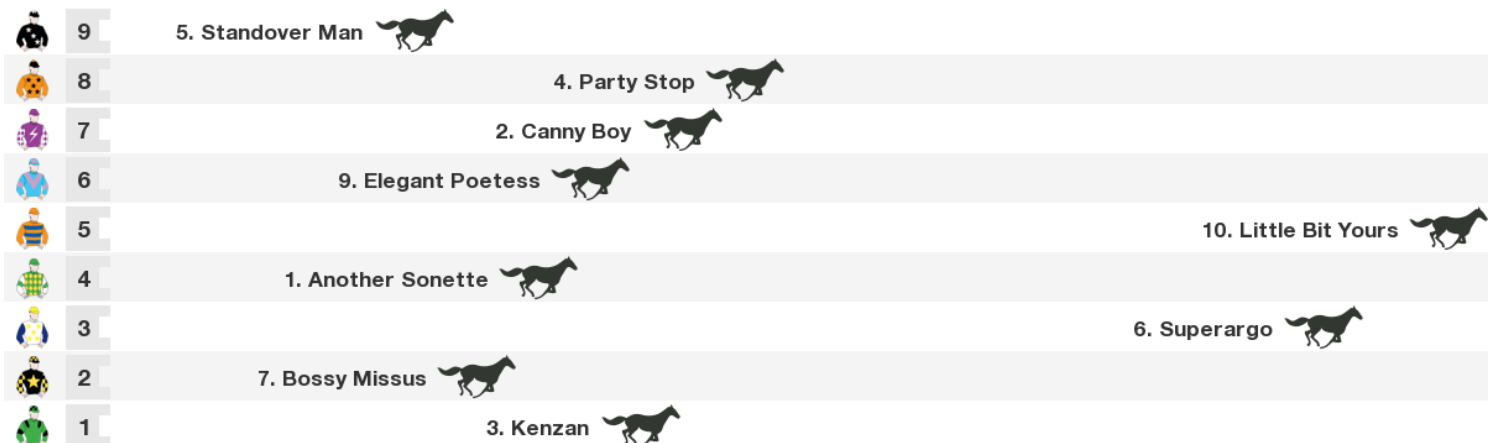 9 5. Standover Man
8 4. Party Stop
7 2. Canny Boy
6 9. Elegant Poetess
5 10. Little Bit Yours
4 1. Another Sonette
3 6. Superargo
2 7. Bossy Missus
1 3. Kenzan